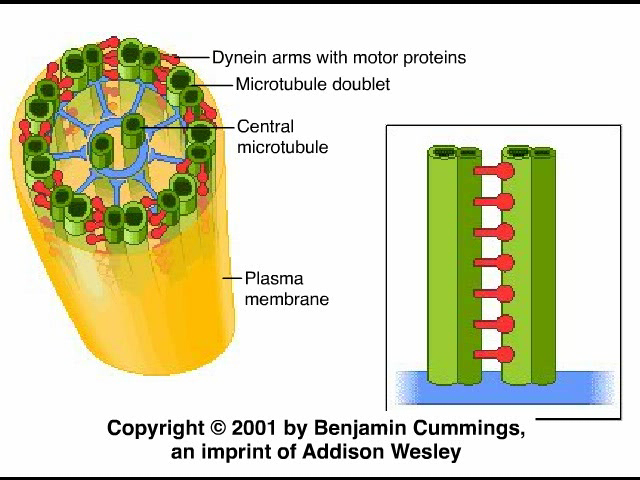 Dynein arms with motor proteins
Microtubule doublet
Central
microtubule
Plasma
membrane
Copyright © 2001 by Benjamin Cummings,
an imprint of Addison Wesley